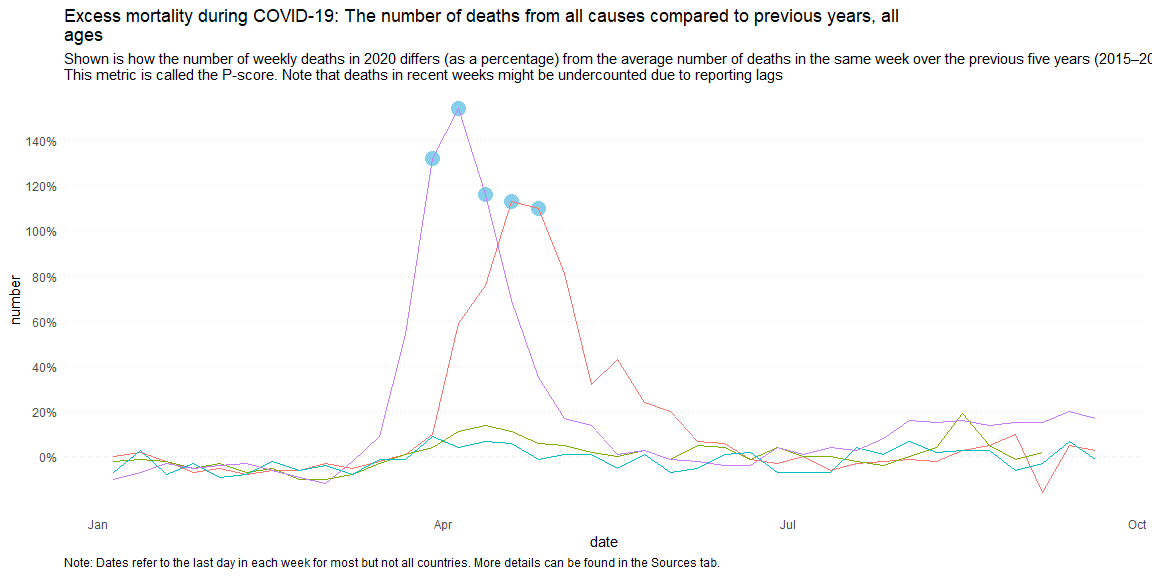 Excess mortality during COVID-19: The number of deaths from all causes compared to previous years, all
ages
Shown is how the number of weekly deaths in 2020 differs (as a percentage) from the average number of deaths in the same week over the previous five years (2015–20
This metric is called the P-score. Note that deaths in recent weeks might be undercounted due to reporting lags
140%
120%
100%
80%
60%
40%
20%
0%
number
Jan Apr Jul Oct
date
Note: Dates refer to the last day in each week for most but not all countries. More details can be found in the Sources tab.